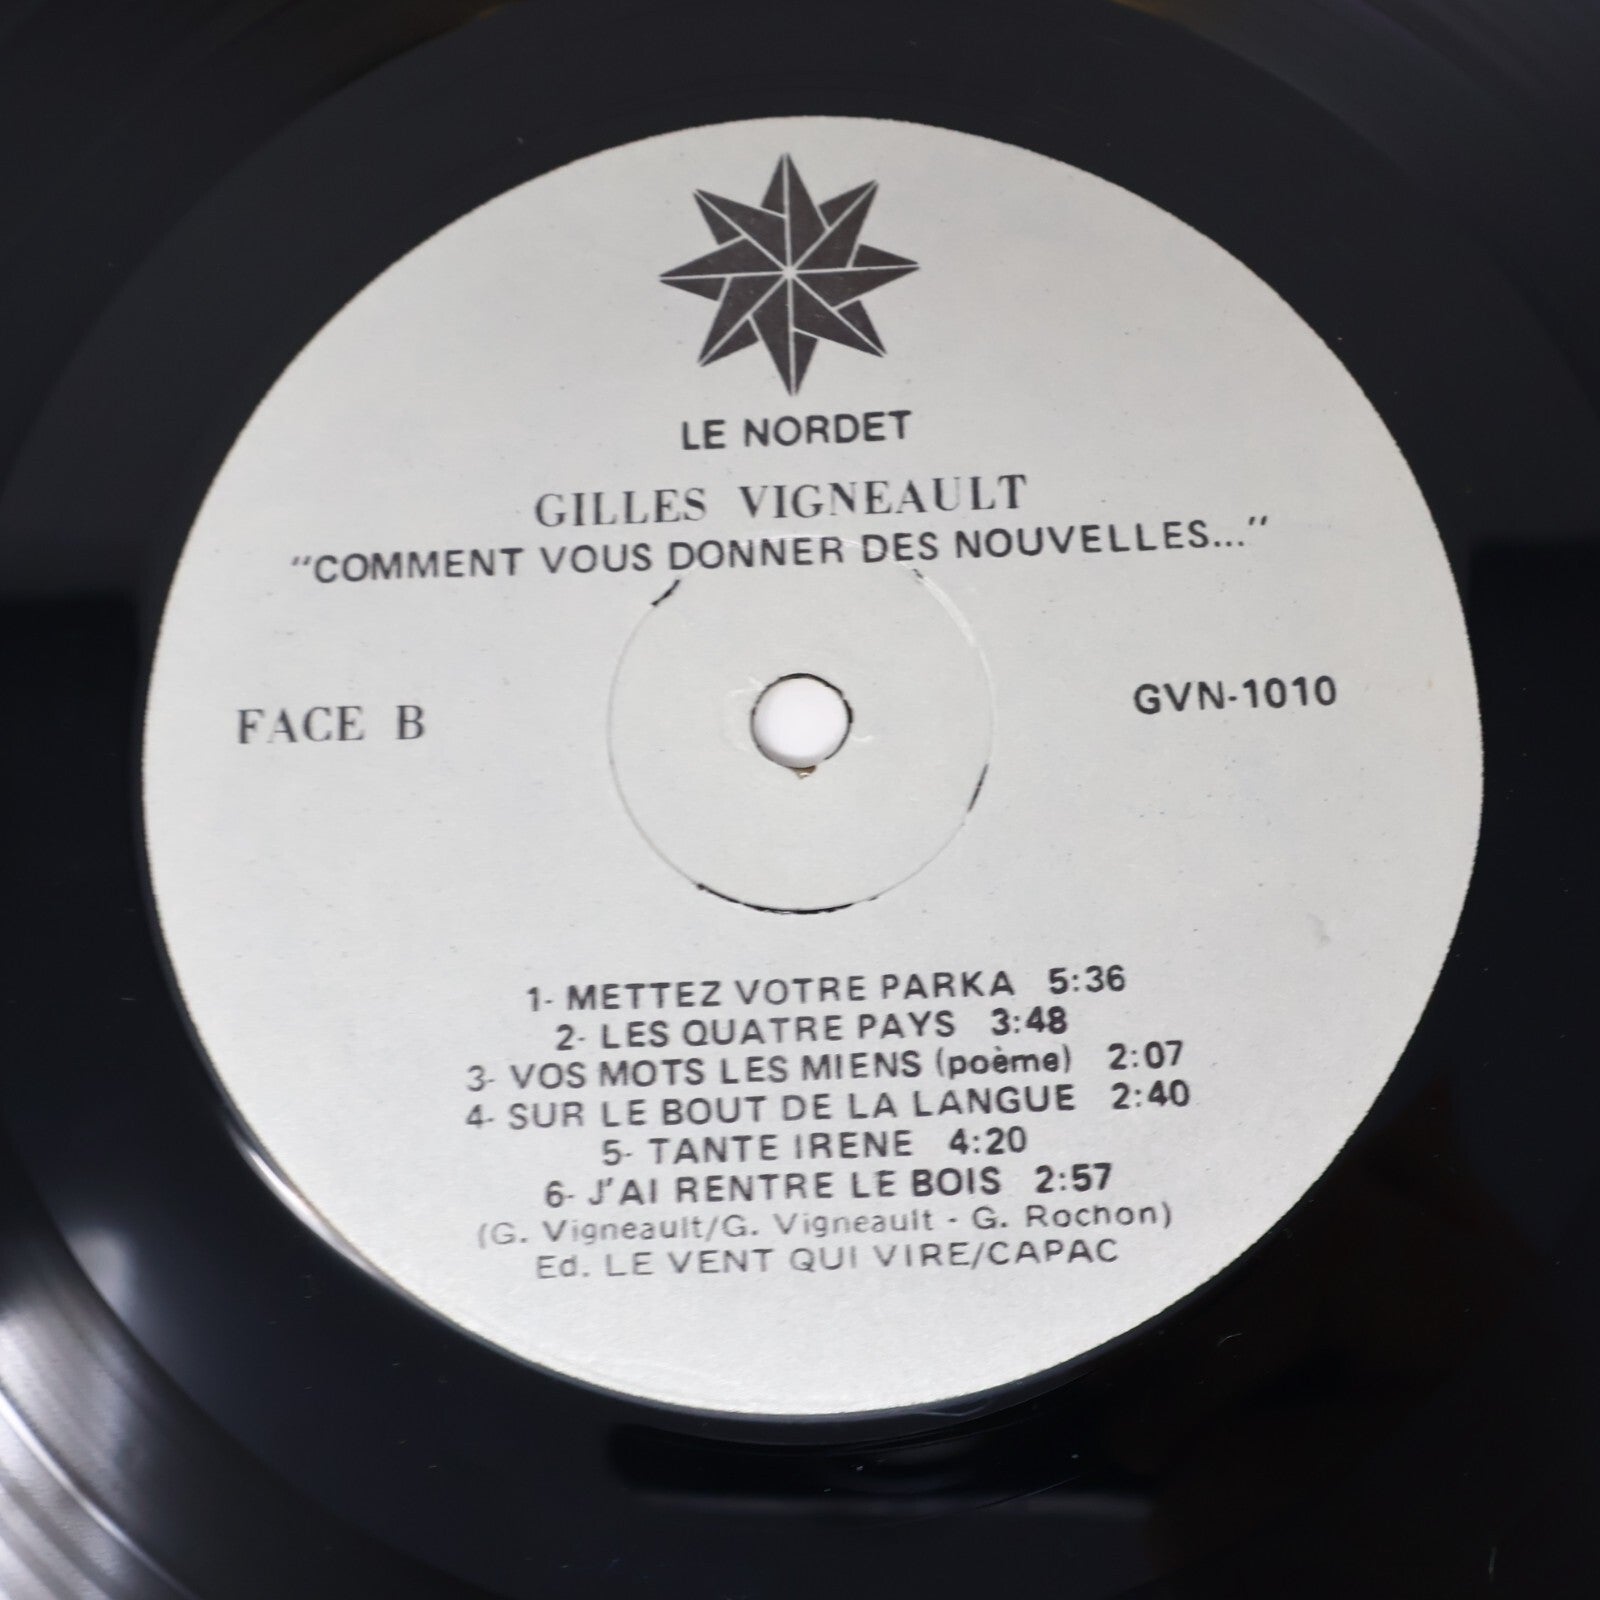 LE NORDET
GILLES VIGNEAULT
"COMMENT VOUS DONNER DES NOUVELLES..."
FACE B
GVN-1010
1- METTEZ VOTRE PARKA 5:36
2- LES QUATRE PAYS 3:48
3- VOS MOTS LES MIENS (poème) 2:07
4- SUR LE BOUT DE LA LANGUE 2:40
5- TANTE IRENE 4:20
6- J'AI RENTRE LE BOIS 2:57
(G. Vigneault/G. Vigneault - G. Rochon)
Ed. LE VENT QUI VIRE/CAPAC